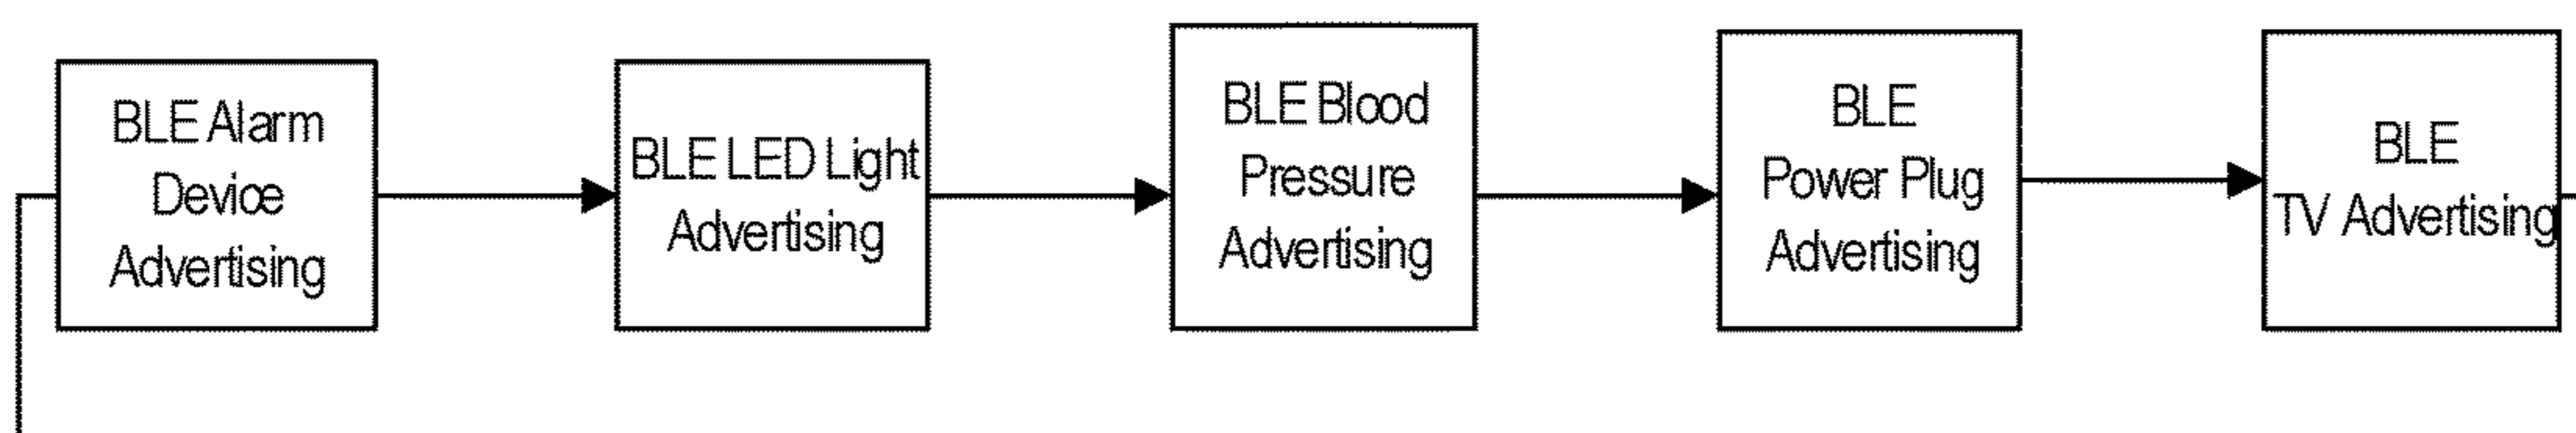 BLE Alarm
Device
Advertising
BLE LED Light
Advertising
BLE Blood
Pressure
Advertising
BLE
Power Plug
Advertising
BLE
TV Advertising